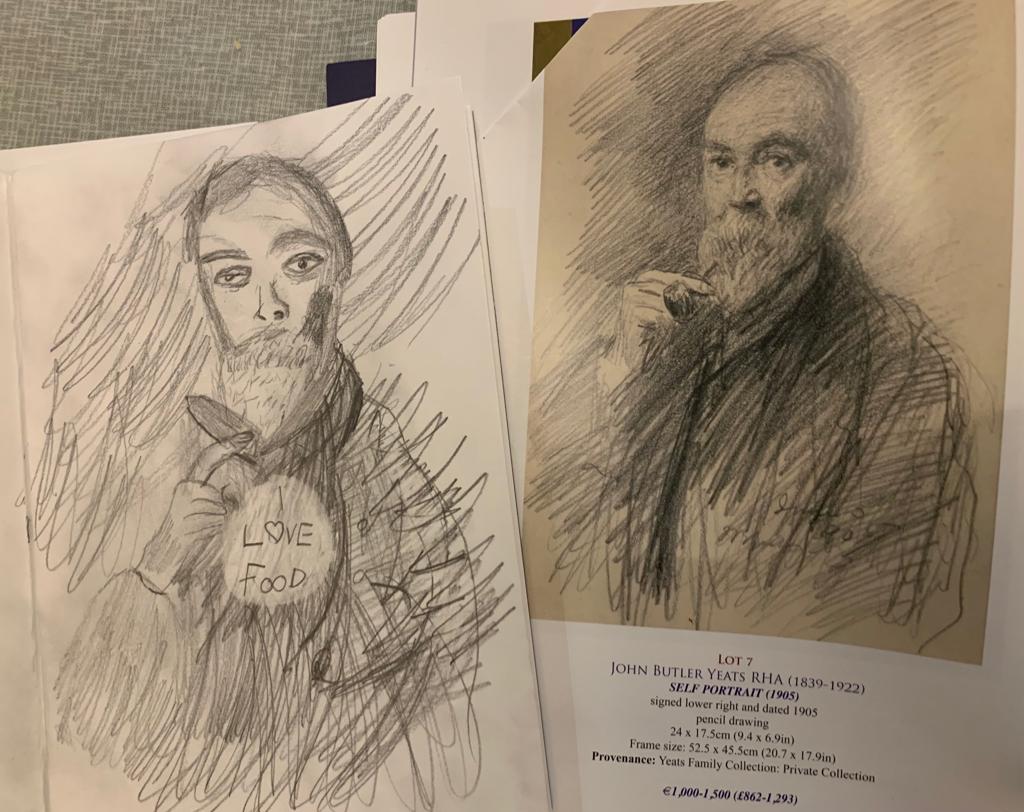 I
L♡VE
FOOD
LOT 7
JOHN BUTLER YEATS RHA (1839-1922)
SELF PORTRAIT (1905)
signed lower right and dated 1905
pencil drawing
24 x 17.5cm (9.4 x 6.9in)
Frame size: 52.5 x 45.5cm (20.7 x 17.9in)
Provenance: Yeats Family Collection: Private Collection
€1,000-1,500 (£862-1,293)